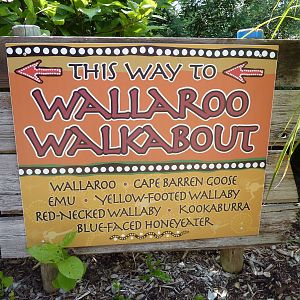 THIS WAY TO
WALLAROO
WALKABOUT
WALLAROO · CAPE BARREN GOOSE
EMU · YELLOW-FOOTED WALLABY
RED-NECKED WALLABY · KOOKABURRA
BLUE-FACED HONEYEATER